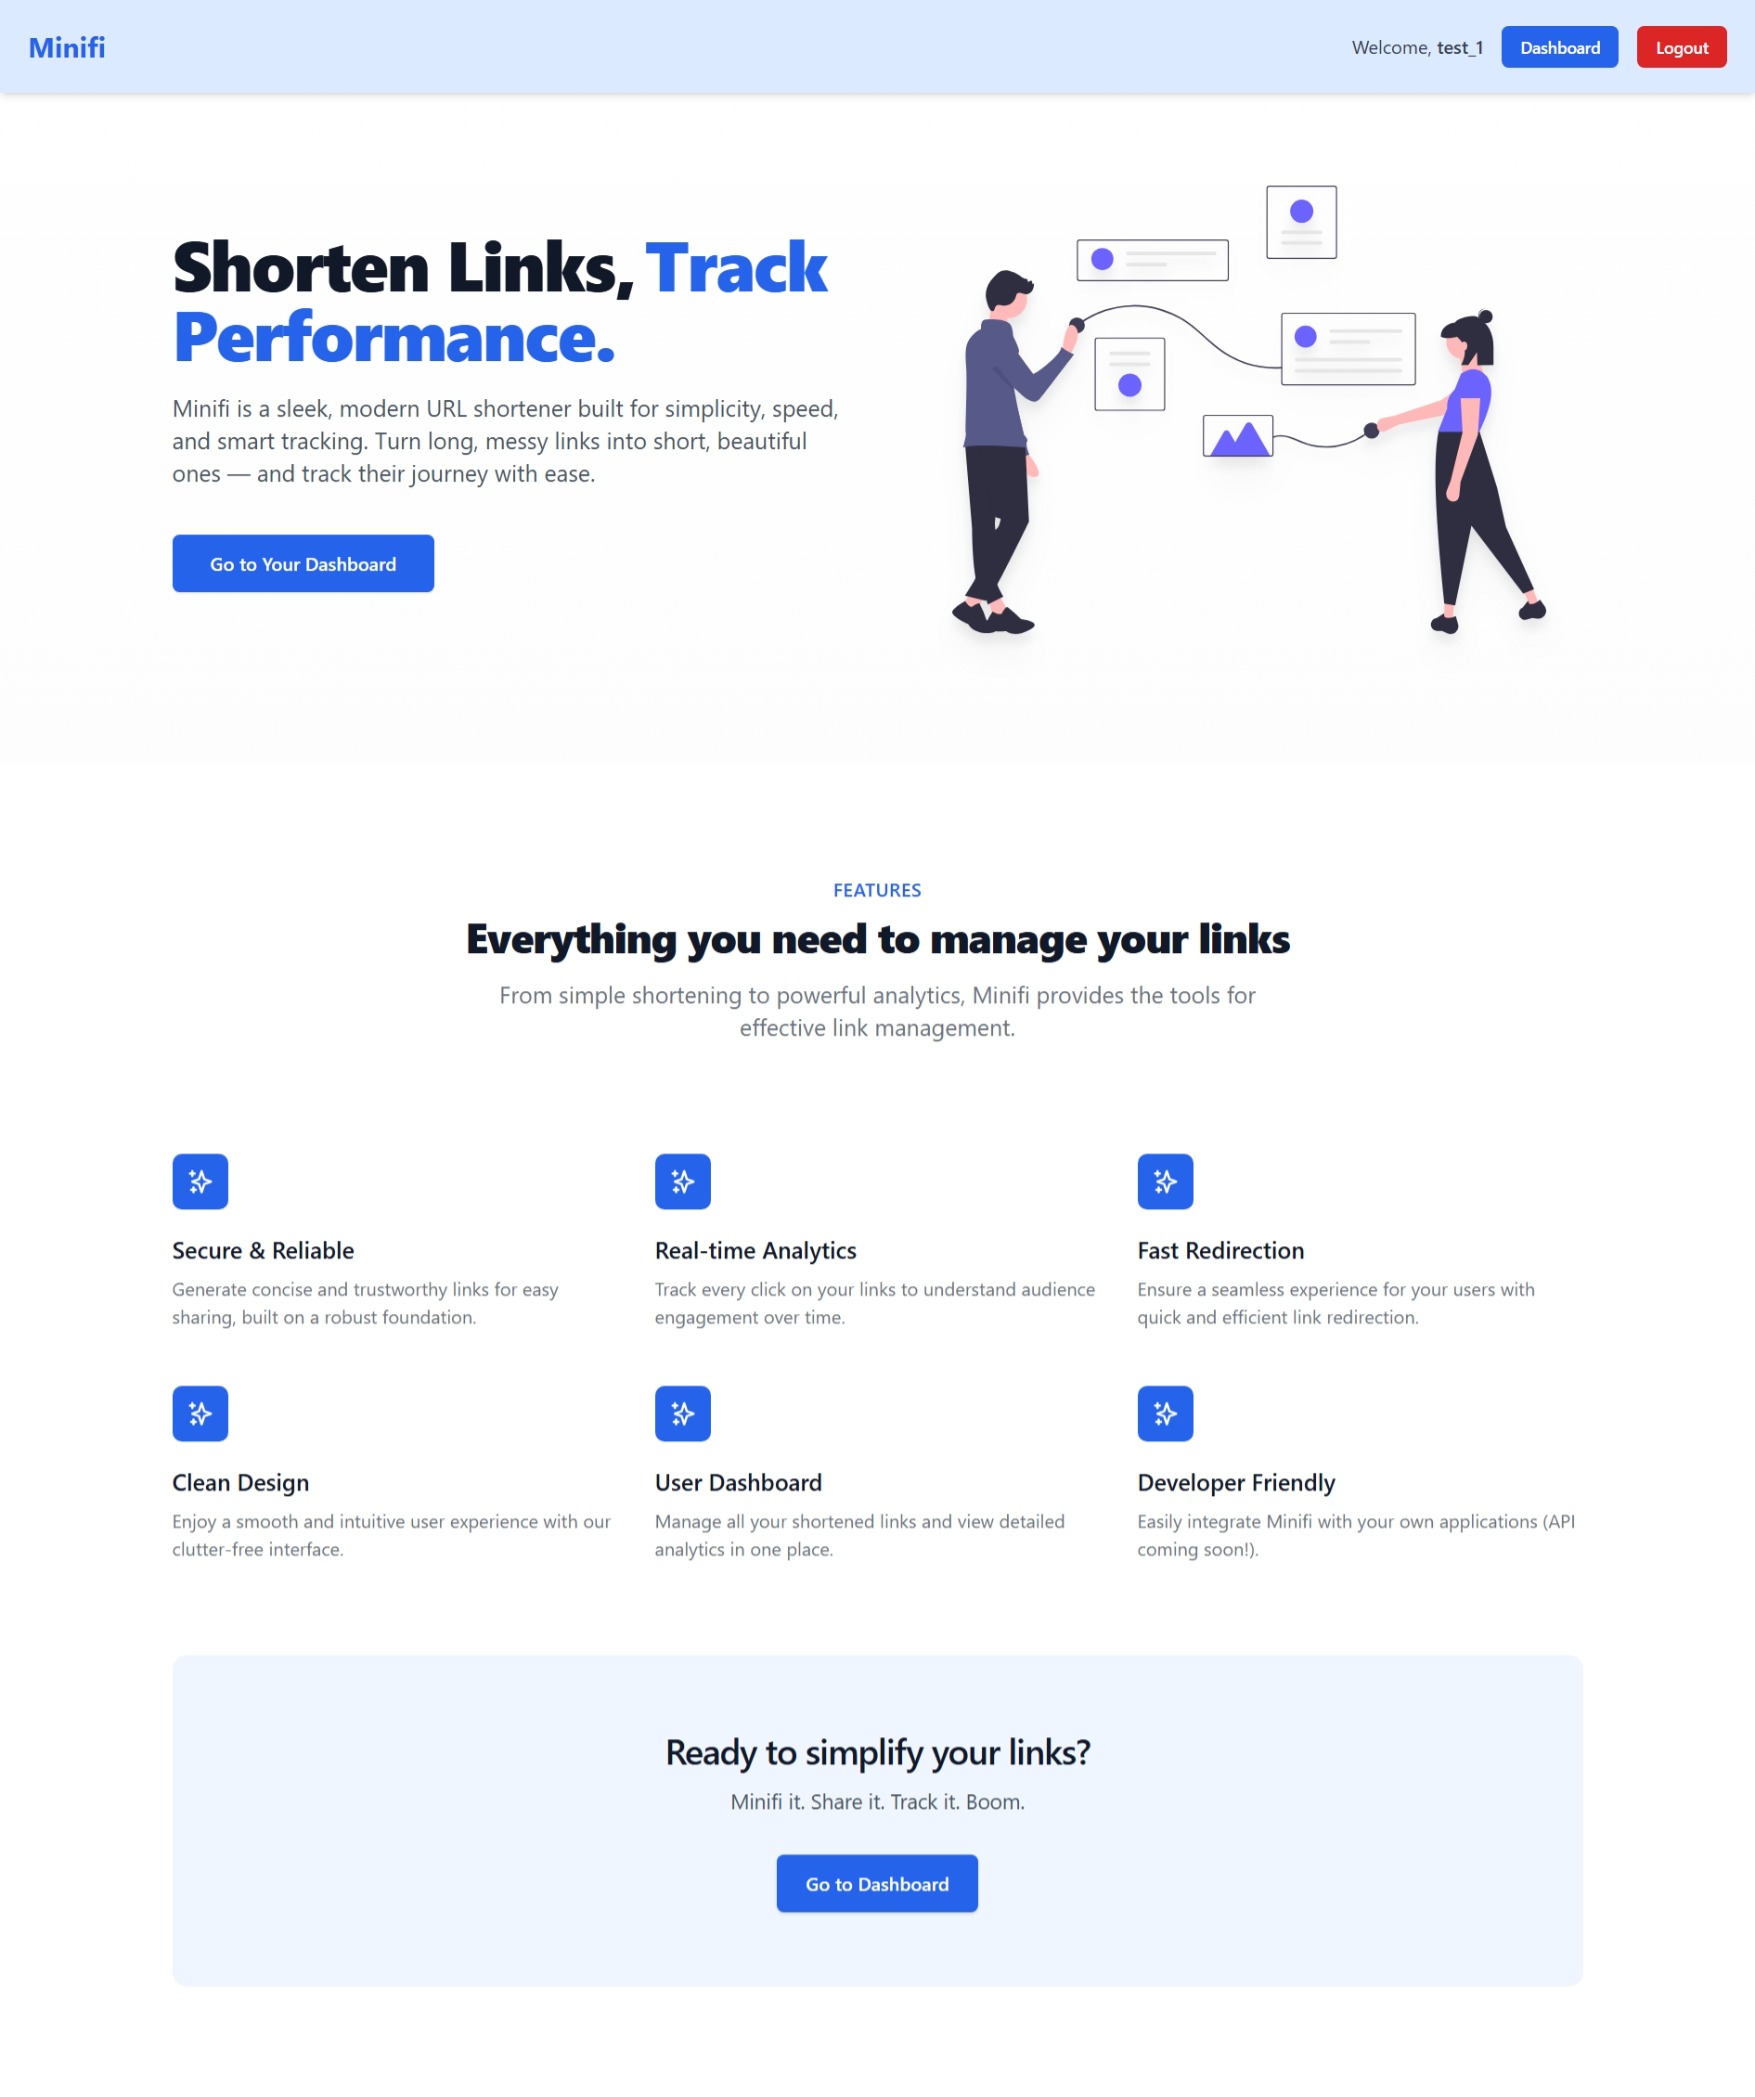 Minifi
Welcome, test_1
Dashboard
Logout
Shorten Links, Track
Performance.
Minifi is a sleek, modern URL shortener built for simplicity, speed,
and smart tracking. Turn long, messy links into short, beautiful
ones — and track their journey with ease.
Go to Your Dashboard
FEATURES
Everything you need to manage your links
From simple shortening to powerful analytics, Minifi provides the tools for
effective link management.
Secure & Reliable
Generate concise and trustworthy links for easy
sharing, built on a robust foundation.
Real-time Analytics
Track every click on your links to understand audience
engagement over time.
Fast Redirection
Ensure a seamless experience for your users with
quick and efficient link redirection.
Clean Design
Enjoy a smooth and intuitive user experience with our
clutter-free interface.
User Dashboard
Manage all your shortened links and view detailed
analytics in one place.
Developer Friendly
Easily integrate Minifi with your own applications (API
coming soon!).
Ready to simplify your links?
Minifi it. Share it. Track it. Boom.
Go to Dashboard